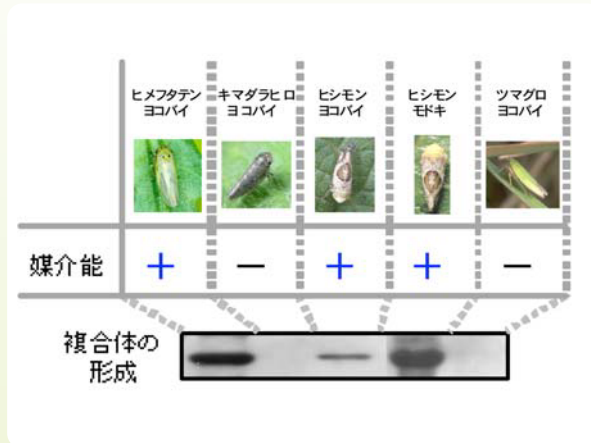 ヒメフタテン
ヨコバイ
キマダラヒロ
ヨコバイ
ヒシモン
ヨコバイ
ヒシモン
モドキ
ツマグロ
ヨコバイ
媒介能
+
−
+
+
−
複合体の
形成